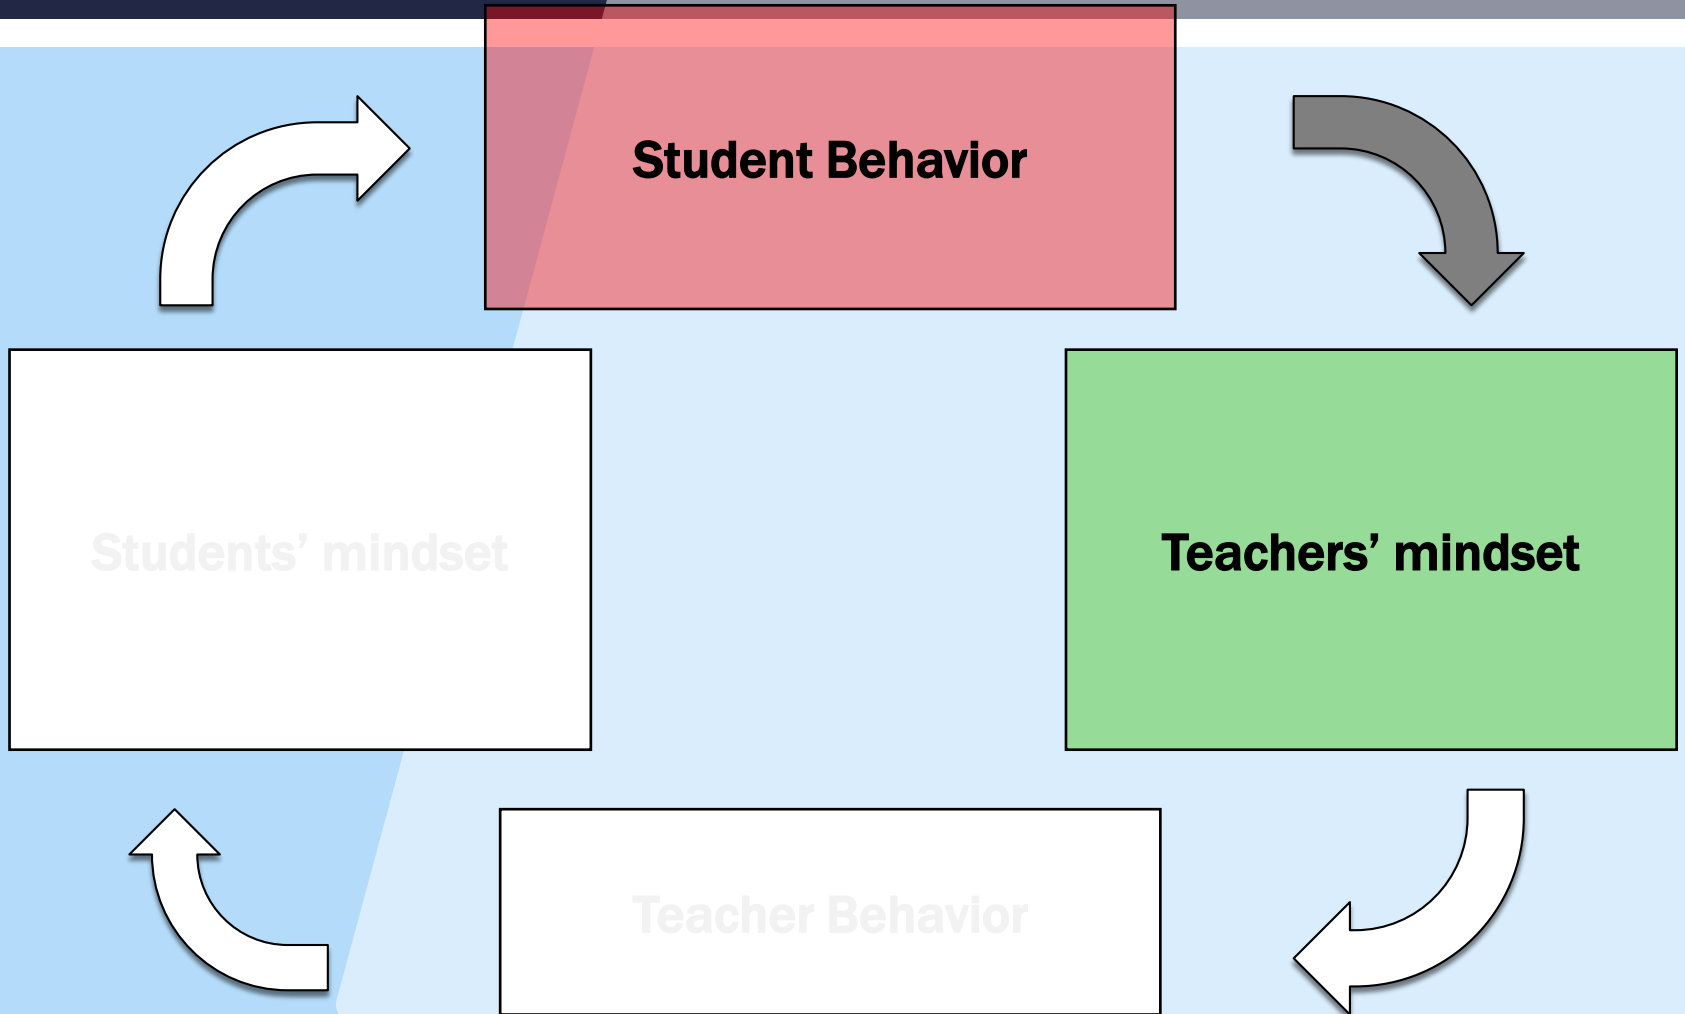 Student Behavior
Students’ mindset
Teachers’ mindset
Teacher Behavior